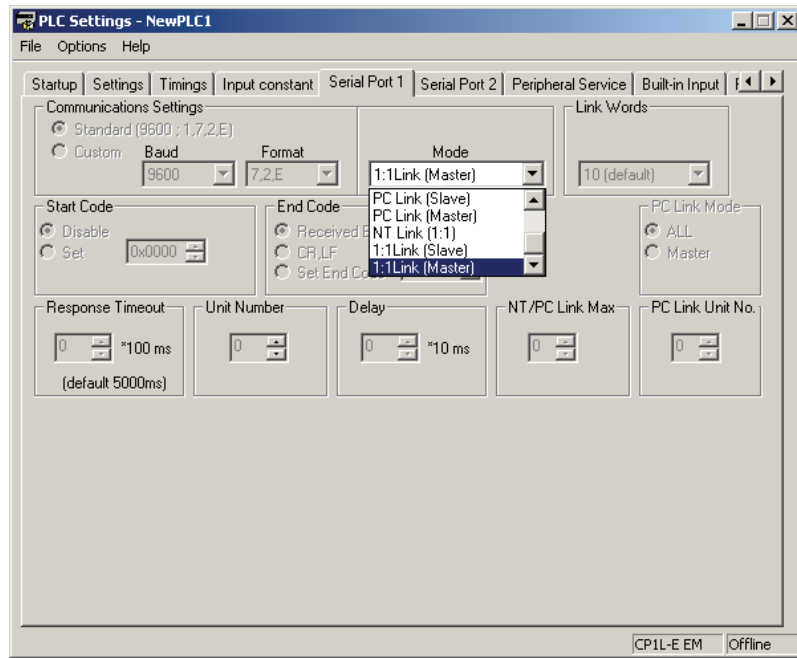 PLC Settings - NewPLC1
File Options Help
Startup Settings Timings Input constant Serial Port 1 Serial Port 2 Peripheral Service Built-in Input
Communications Settings
Link Words
Standard (9600 ; 1,7,2,E)
Custom Baud Format Mode
9600 7,2,E 1:1Link (Master) 10 (default)
PC Link (Slave)
PC Link (Master)
NT Link (1:1)
1:1Link (Slave)
1:1Link (Master)
Start Code End Code PC Link Mode
Disable Received ALL
Set 0x0000 CR,LF Master
Set End
Response Timeout Unit Number Delay NT/PC Link Max PC Link Unit No.
0 *100 ms 0 0 *10 ms 0 0
(default 5000ms)
CP1L-E EM Offline